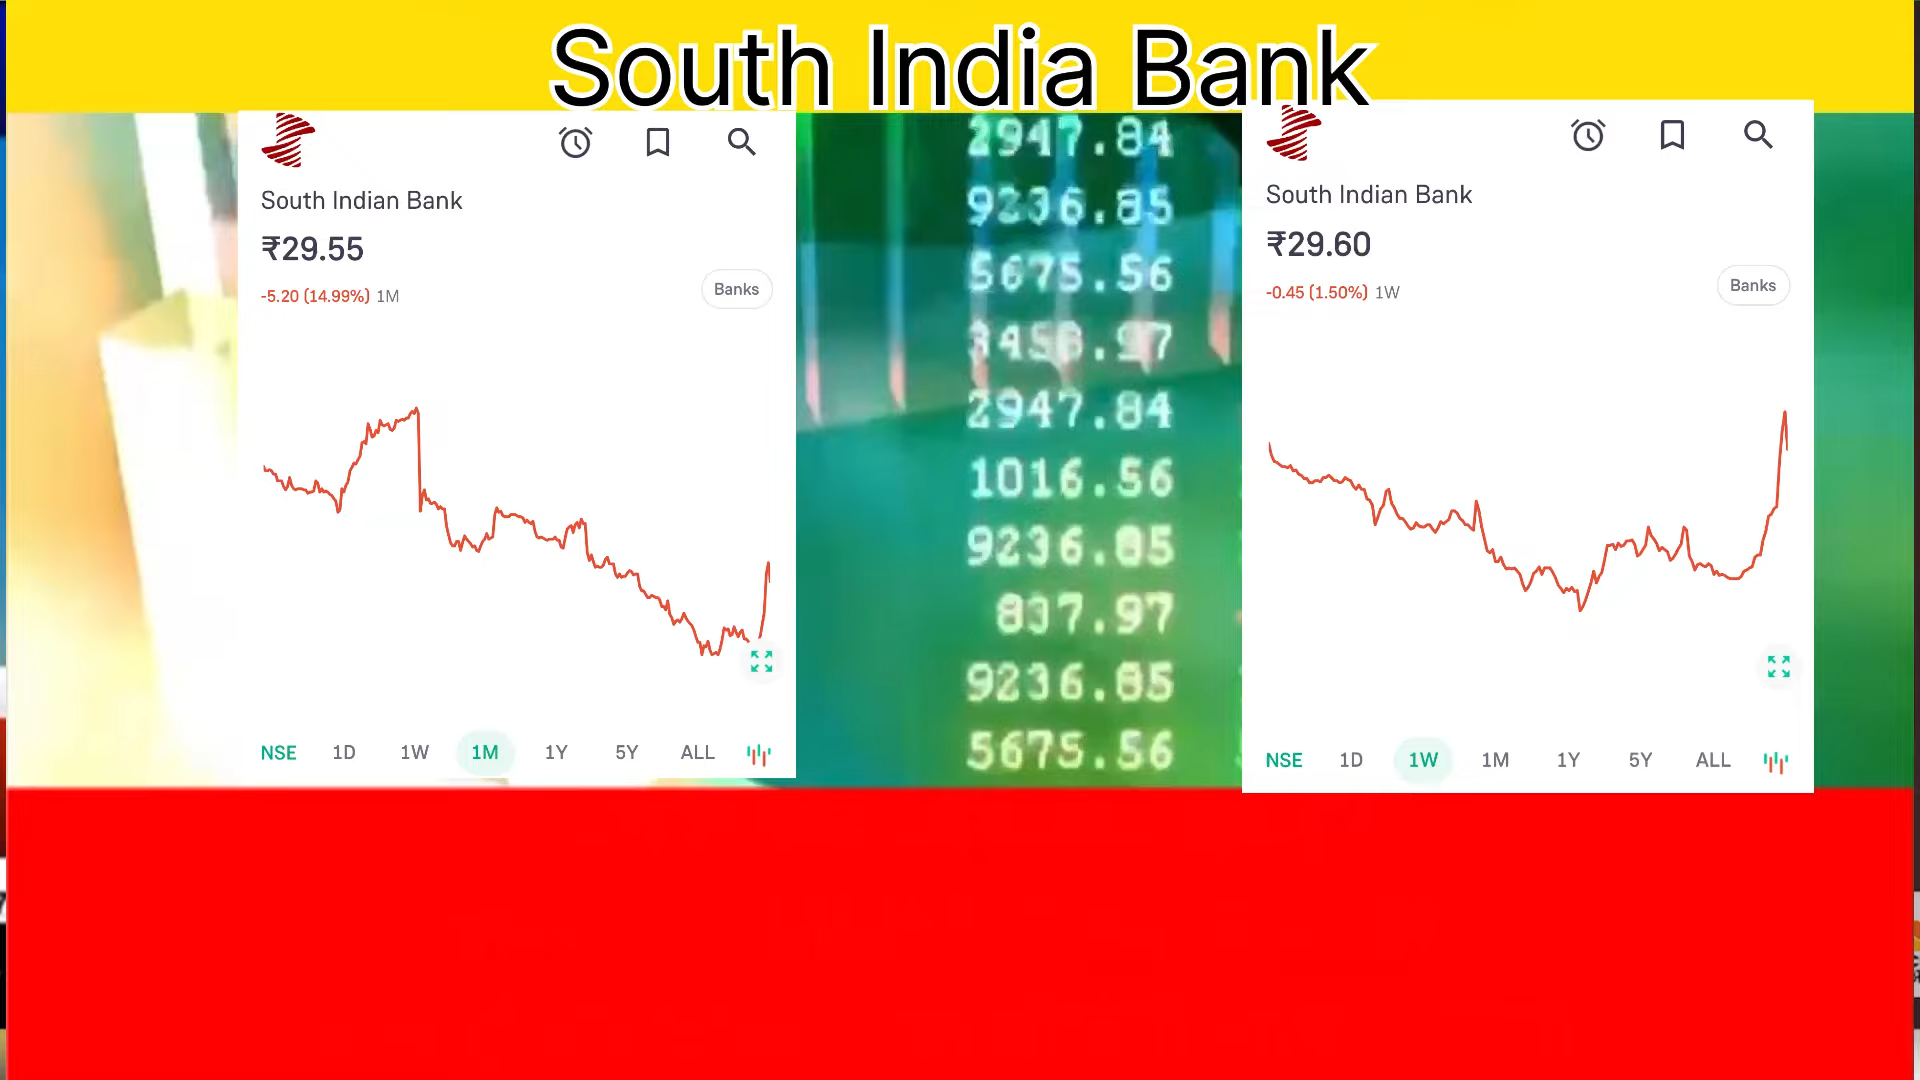 South India Bank
South Indian Bank
₹29.55
-5.20 (14.99%) 1M
Banks
NSE 1D 1W 1M 1Y 5Y ALL
2947.84
9236.85
5675.56
2947.84
1016.56
9236.85
837.97
9236.85
5675.56
South Indian Bank
₹29.60
-0.45 (1.50%) 1W
Banks
NSE 1D 1W 1M 1Y 5Y ALL